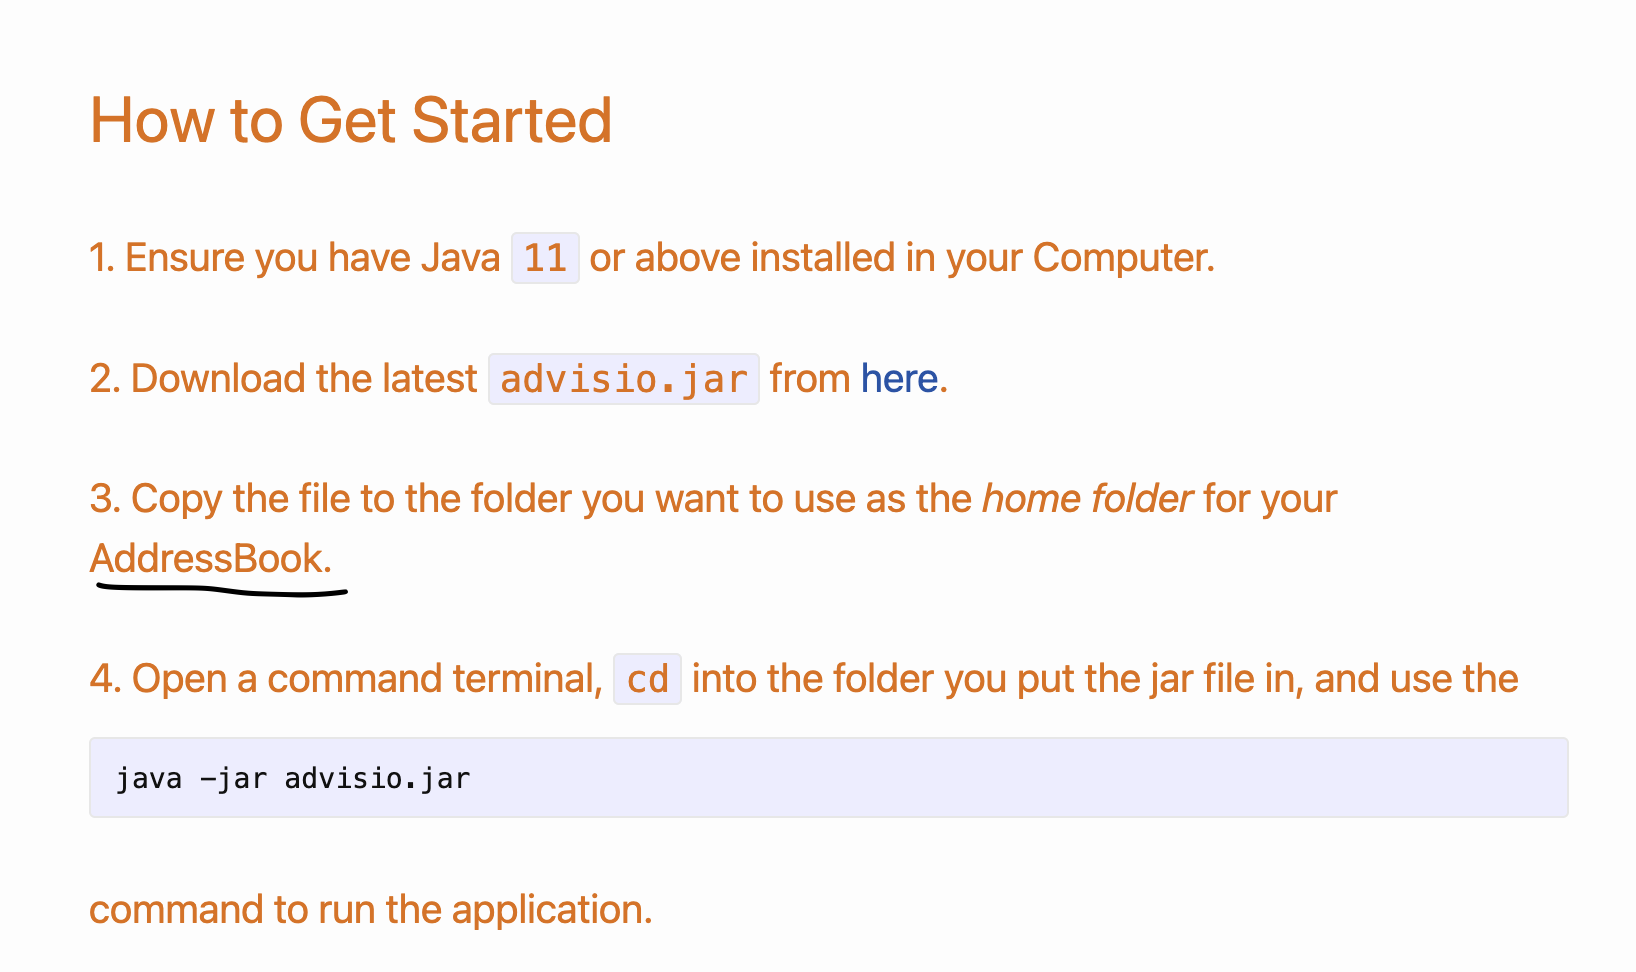 How to Get Started
1. Ensure you have Java 11 or above installed in your Computer.
2. Download the latest advisio.jar from here.
3. Copy the file to the folder you want to use as the home folder for your
AddressBook.
4. Open a command terminal, cd into the folder you put the jar file in, and use the
java -jar advisio.jar
command to run the application.